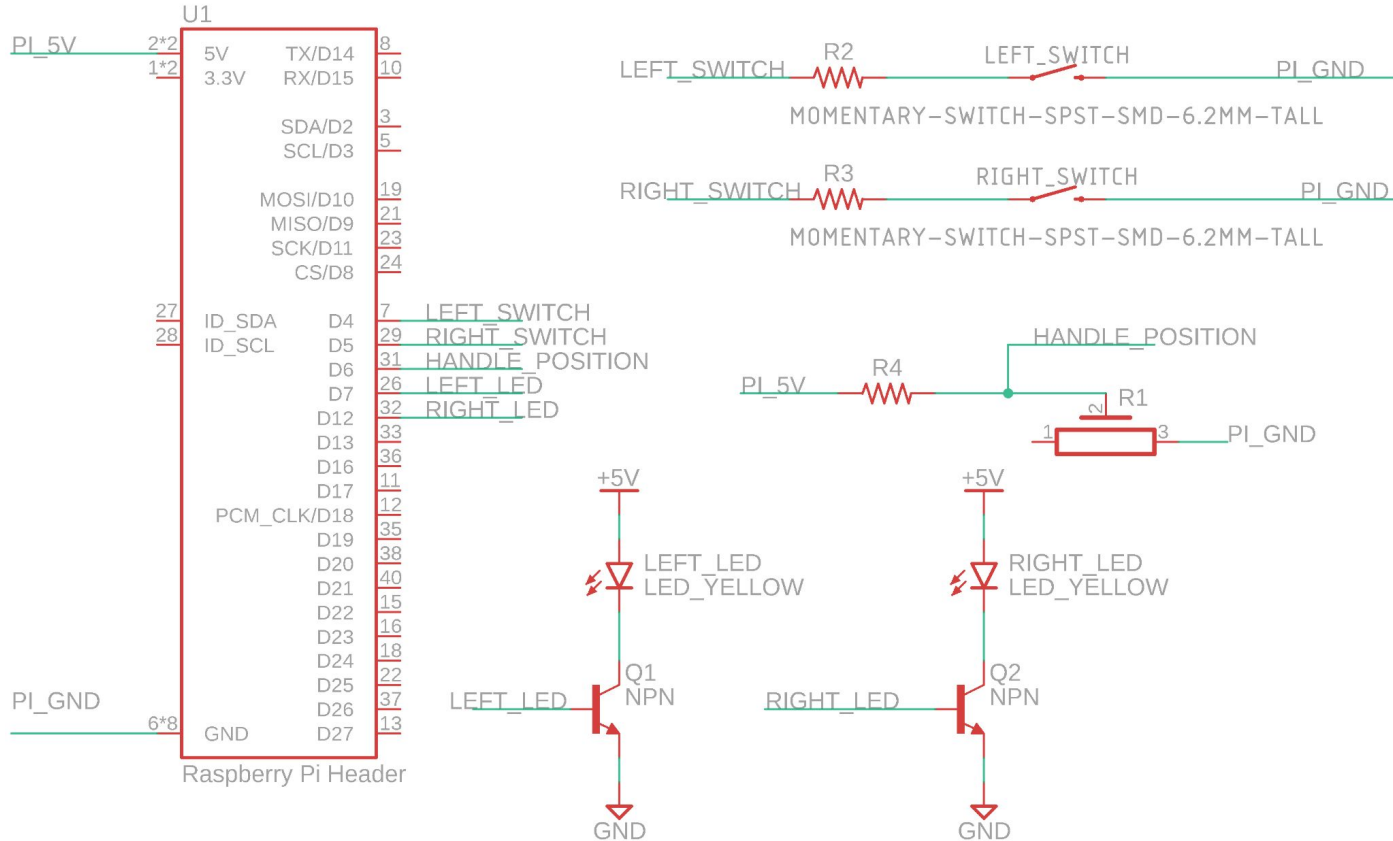 U1
PI_5V
2*2
5V
1*2
3.3V
TX/D14
8
RX/D15
10
SDA/D2
3
SCL/D3
5
MOSI/D10
19
MISO/D9
21
SCK/D11
23
CS/D8
24
27
ID_SDA
28
ID_SCL
D4
7
LEFT_SWITCH
D5
29
RIGHT_SWITCH
D6
31
HANDLE_POSITION
D7
26
LEFT_LED
D12
32
RIGHT_LED
D13
33
D16
36
D17
11
PCM_CLK/D18
12
D19
35
D20
38
D21
40
D22
15
D23
16
D24
18
D25
22
D26
37
D27
13
PI_GND
6*8
GND
Raspberry Pi Header
LEFT_SWITCH
R2
LEFT_SWITCH
PI_GND
MOMENTARY-SWITCH-SPST-SMD-6.2MM-TALL
RIGHT_SWITCH
R3
RIGHT_SWITCH
PI_GND
MOMENTARY-SWITCH-SPST-SMD-6.2MM-TALL
HANDLE_POSITION
PI_5V
R4
R1
2
1
3
PI_GND
+5V
LEFT_LED
LED_YELLOW
Q1
NPN
LEFT_LED
GND
+5V
RIGHT_LED
LED_YELLOW
Q2
NPN
RIGHT_LED
GND